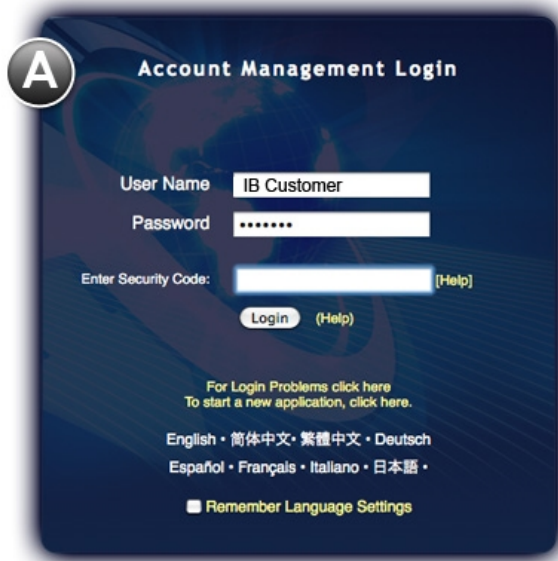 A
Account Management Login
User Name IB Customer
Password •••••••
Enter Security Code: [Help]
Login (Help)
For Login Problems click here
To start a new application, click here.
English • 简体中文• 繁體中文 • Deutsch
Español • Français • Italiano • 日本語 •
Remember Language Settings